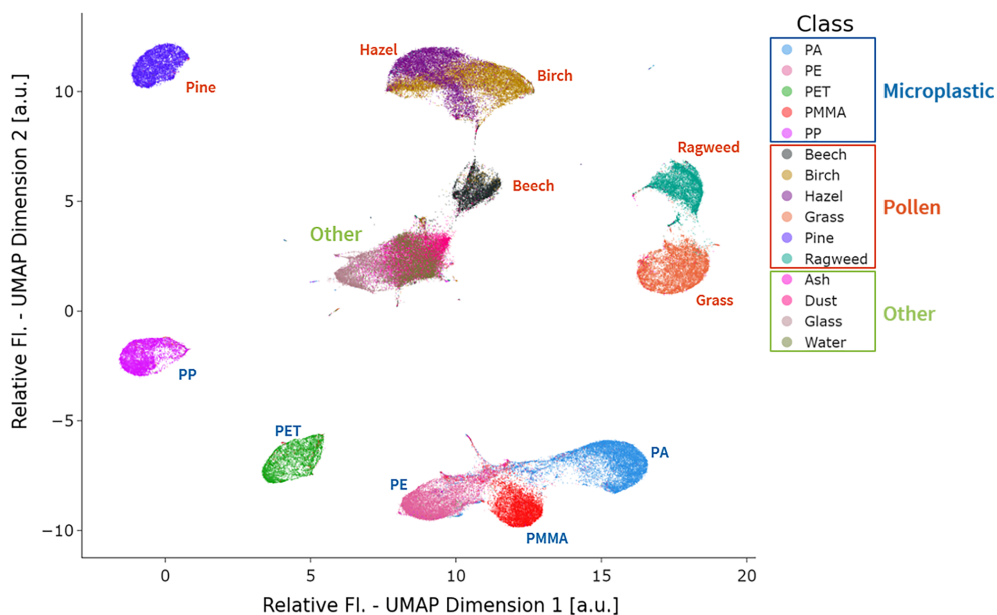 Class
PA
PE
PET
PMMA
PP
Microplastic
Beech
Birch
Hazel
Grass
Pine
Ragweed
Pollen
Ash
Dust
Glass
Water
Other
Hazel
Birch
Pine
Ragweed
Beech
Other
Grass
PP
PET
PA
PE
PMMA
10
5
0
−5
−10
0
5
10
15
20
Relative Fl. - UMAP Dimension 2 [a.u.]
Relative Fl. - UMAP Dimension 1 [a.u.]